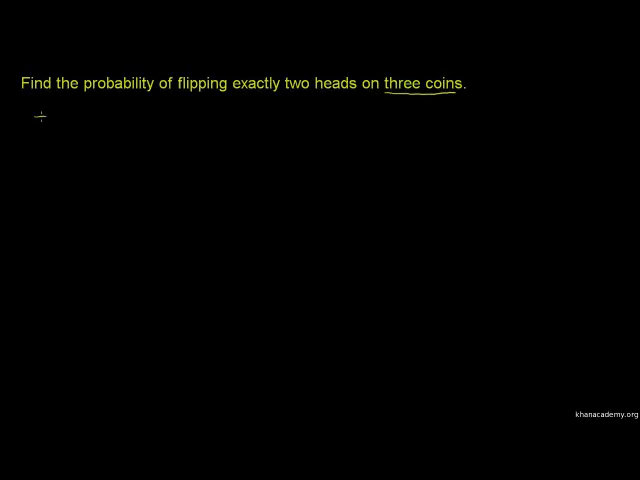 Find the probability of flipping exactly two heads on three coins.
khanacademy.org